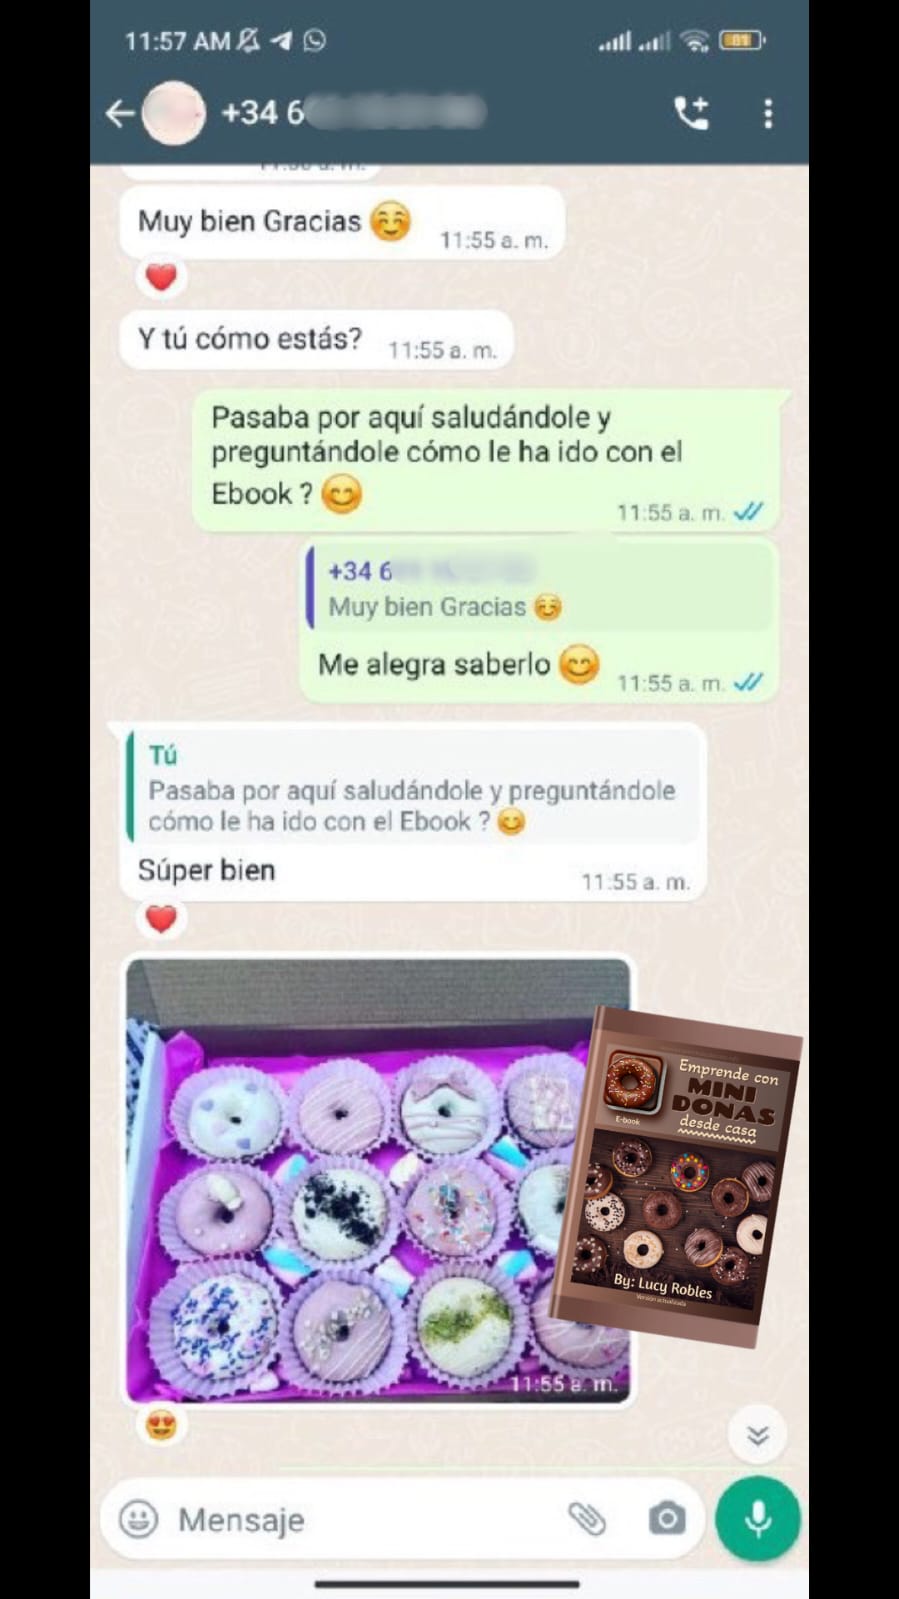 11:57 AM
81
+34 6
Muy bien Gracias 😊
11:55 a. m.
Y tú cómo estás?
11:55 a. m.
Pasaba por aquí saludándole y
preguntándole cómo le ha ido con el
Ebook ? 😊
11:55 a. m.
+34 6
Muy bien Gracias 😊
Me alegra saberlo 😊
11:55 a. m.
Tú
Pasaba por aquí saludándole y preguntándole
cómo le ha ido con el Ebook ? 😊
Súper bien
11:55 a. m.
Emprende con
MINI
DONAS
desde casa
E-book
By: Lucy Robles
Versión actualizada
11:55 a. m.
Mensaje